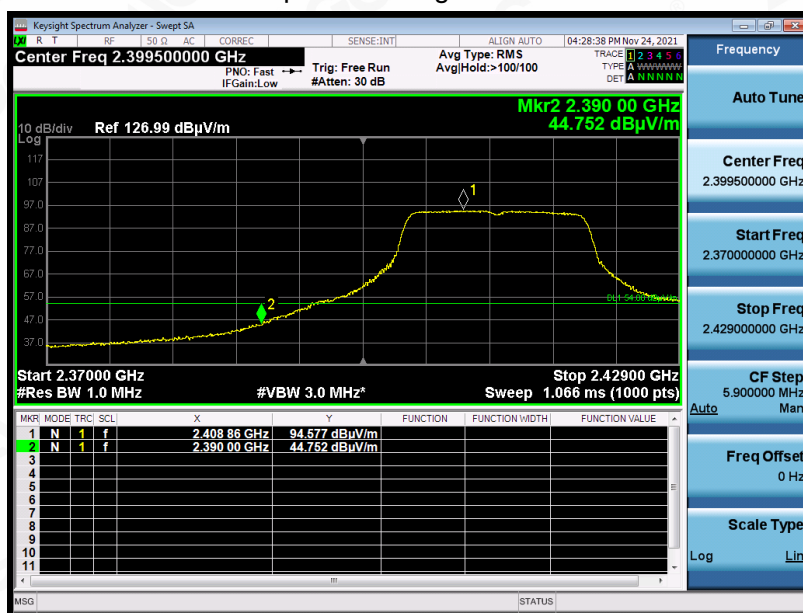 Keysight Spectrum Analyzer - Swept SA
LXI R T RF 50 Ω AC CORREC SENSE:INT ALIGN AUTO 04:28:38 PM Nov 24, 2021
Center Freq 2.399500000 GHz
PNO: Fast
IFGain:Low
Trig: Free Run
#Atten: 30 dB
Avg Type: RMS
Avg|Hold:>100/100
TRACE 1 2 3 4 5 6
TYPE A WWWWW
DET A N N N N N
Mkr2 2.390 00 GHz
44.752 dBµV/m
10 dB/div Ref 126.99 dBµV/m
Log
117
107
97.0
87.0
77.0
67.0
57.0
47.0
37.0
1
2
Start 2.37000 GHz Stop 2.42900 GHz
#Res BW 1.0 MHz #VBW 3.0 MHz* Sweep 1.066 ms (1000 pts)
MKR MODE TRC SCL X Y FUNCTION FUNCTION WIDTH FUNCTION VALUE
1 N 1 f 2.408 86 GHz 94.577 dBµV/m
2 N 1 f 2.390 00 GHz 44.752 dBµV/m
3
4
5
6
7
8
9
10
11
MSG STATUS
Frequency
Auto Tune
Center Freq
2.399500000 GHz
Start Freq
2.370000000 GHz
Stop Freq
2.429000000 GHz
CF Step
5.900000 MHz
Auto Man
Freq Offset
0 Hz
Scale Type
Log Lin